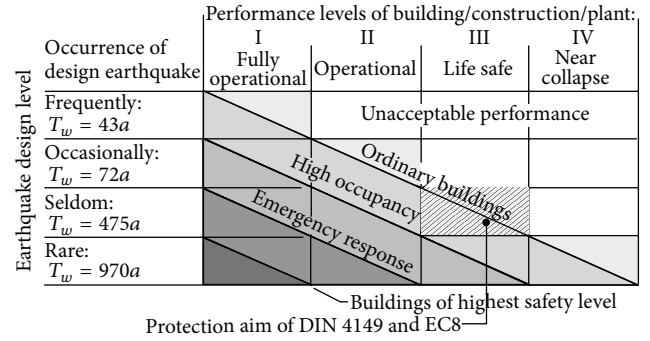 Performance levels of building/construction/plant:
Occurrence of
design earthquake
I
Fully
operational
II
Operational
III
Life safe
IV
Near
collapse
Earthquake design level
Frequently:
T_w = 43a
Unacceptable performance
Occasionally:
T_w = 72a
Ordinary buildings
High occupancy
Seldom:
T_w = 475a
Emergency response
Rare:
T_w = 970a
Buildings of highest safety level
Protection aim of DIN 4149 and EC8